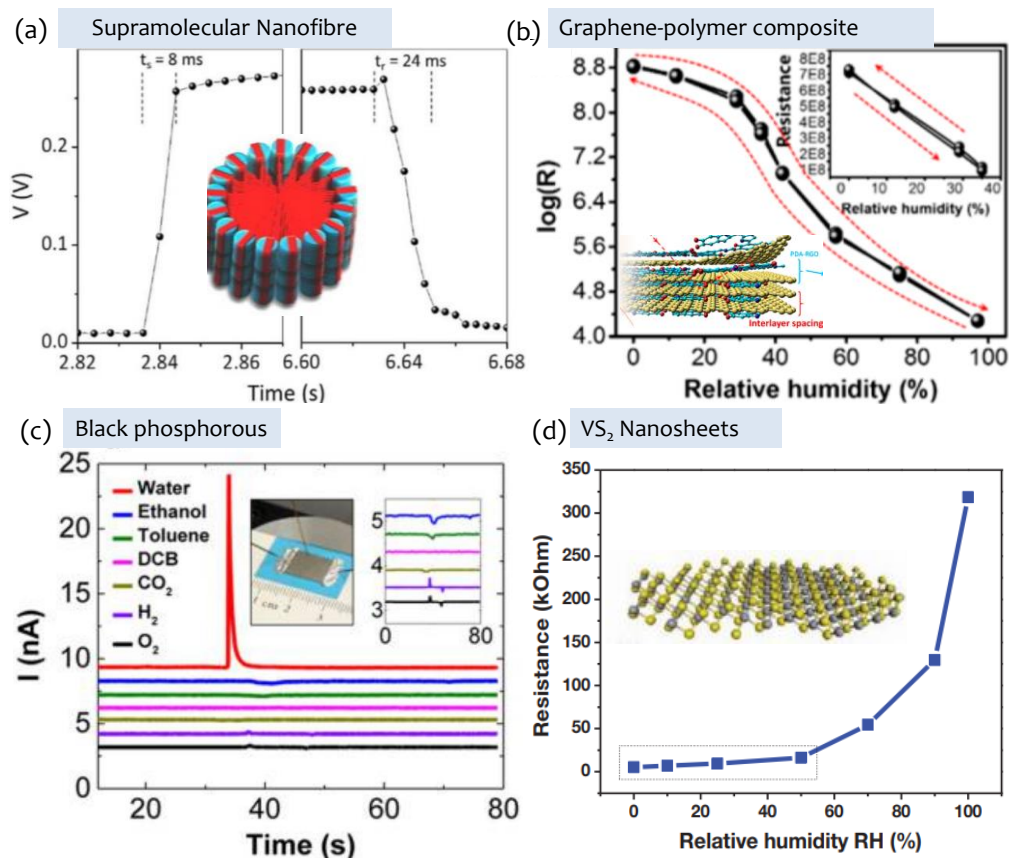 (a) Supramolecular Nanofibre
tₛ = 8 ms
tᵣ = 24 ms
V (V)
0.2
0.1
0.0
2.82 2.84 2.86 6.60 6.64 6.68
Time (s)
(b) Graphene-polymer composite
log(R)
8.8
8.0
7.2
6.4
5.6
4.8
4.0
0 20 40 60 80 100
Relative humidity (%)
Resistance
8E8
7E8
6E8
5E8
4E8
3E8
2E8
1E8
0 10 20 30 40
Relative humidity (%)
PDA-RGO
Interlayer spacing
(c) Black phosphorous
I (nA)
25
20
15
10
5
0
Water
Ethanol
Toluene
DCB
CO₂
H₂
O₂
1 cm 2 3
5
4
3
0 80
20 40 60 80
Time (s)
(d) VS₂ Nanosheets
Resistance (kOhm)
350
300
250
200
150
100
50
0
0 20 40 60 80 100
Relative humidity RH (%)